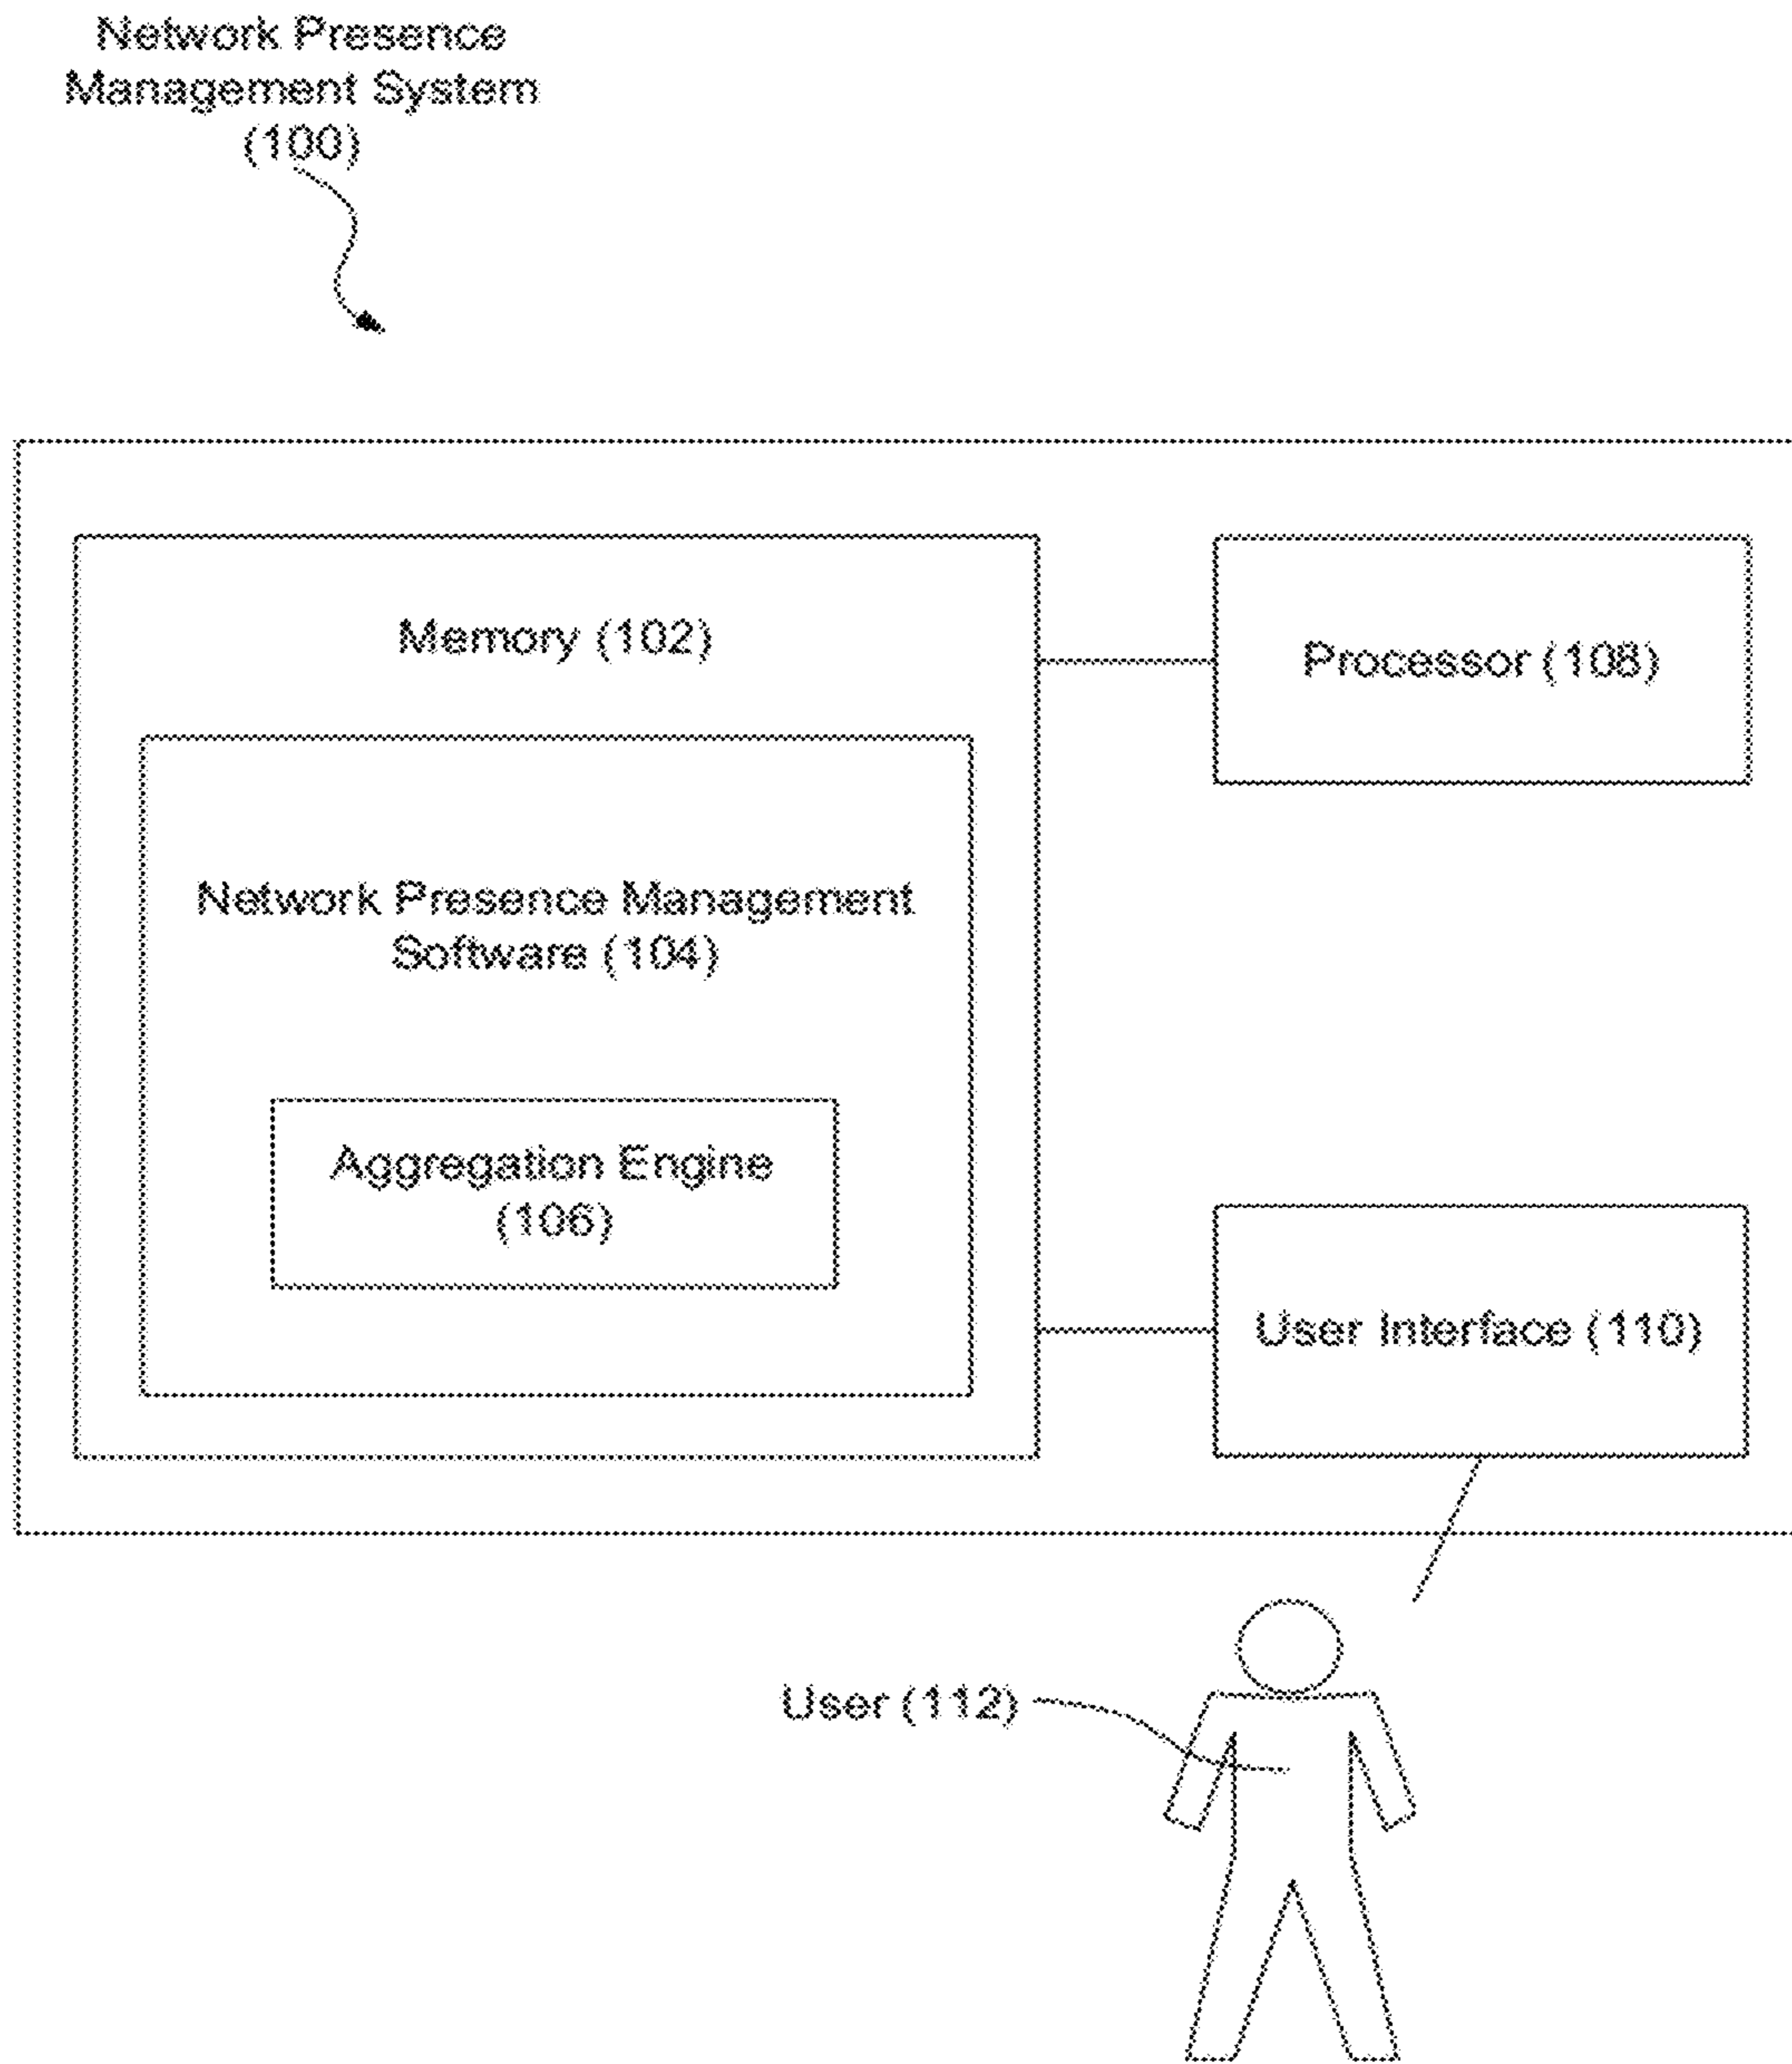 Network Presence
Management System
(100)
Memory (102)
Processor (108)
Network Presence Management
Software (104)
Aggregation Engine
(106)
User Interface (110)
User (112)